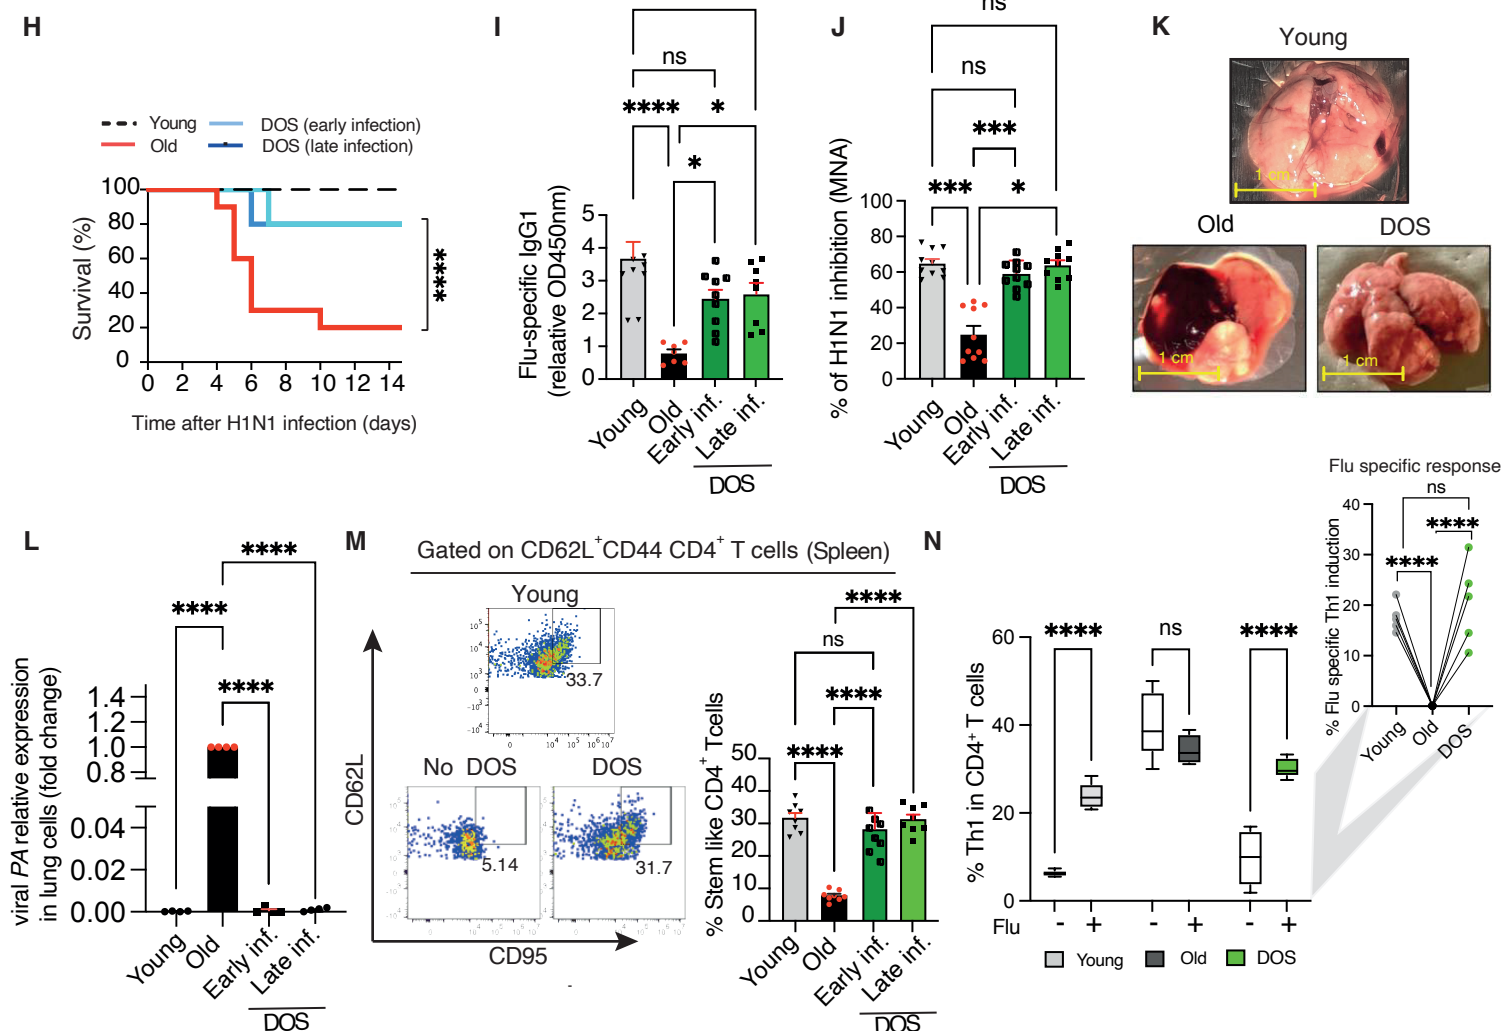 H
Young
Old
DOS (early infection)
DOS (late infection)
Survival (%)
100
80
60
40
20
0
****
0 2 4 6 8 10 12 14
Time after H1N1 infection (days)
I
ns
****
*
*
Flu-specific IgG1
(relaative OD450nm)
5
4
3
2
1
0
Young
Old
Early inf.
Late inf.
DOS
J
ns
ns
***
***
*
% of H1N1 inhibition (MNA)
100
80
60
40
20
0
Young
Old
Early inf.
Late inf.
DOS
K
Young
1 cm
Old
DOS
1 cm
1 cm
L
****
****
****
viral PA relative expression
in lung cells (fold change)
1.4
1.2
1.0
0.8
0.04
0.02
0.00
Young
Old
Early inf.
Late inf.
DOS
M
Gated on CD62L+CD44 CD4+ T cells (Spleen)
Young
33.7
No DOS
DOS
5.14
31.7
CD62L
CD95
****
ns
****
****
% Stem like CD4+ Tcells
50
40
30
20
10
0
Young
Old
Early inf.
Late inf.
DOS
N
Flu specific response
ns
****
****
% Flu specific Th1 induction
40
30
20
10
0
Young
Old
DOS
****
ns
****
% Th1 in CD4+ T cells
60
40
20
0
Flu - + - + - +
Young
Old
DOS